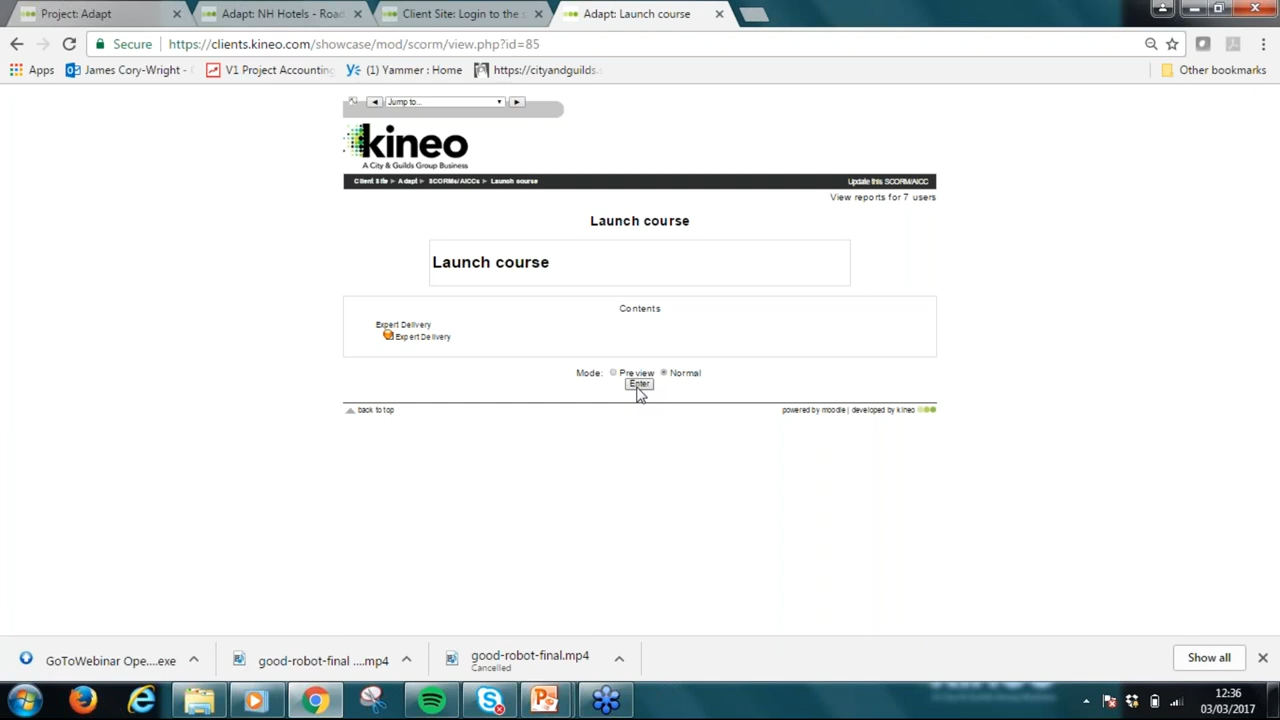 Project: Adapt
Adapt: NH Hotels - Road
Client Site: Login to the s
Adapt: Launch course
Secure
https://clients.kineo.com/showcase/mod/scorm/view.php?id=85
Apps
James Cory-Wright -
V1 Project Accounting
(1) Yammer : Home
https://cityandguilds.
Other bookmarks
Jump to...
kineo
A City & Guilds Group Business
Client Site ► Adapt ► SCORMs/AICCs ► Launch course
Update this SCORM/AICC
View reports for 7 users
Launch course
Launch course
Contents
Expert Delivery
Expert Delivery
Mode: Preview Normal
Enter
back to top
powered by moodle | developed by kineo
GoToWebinar Ope....exe
good-robot-final ....mp4
good-robot-final.mp4
Cancelled
Show all
12:36
03/03/2017